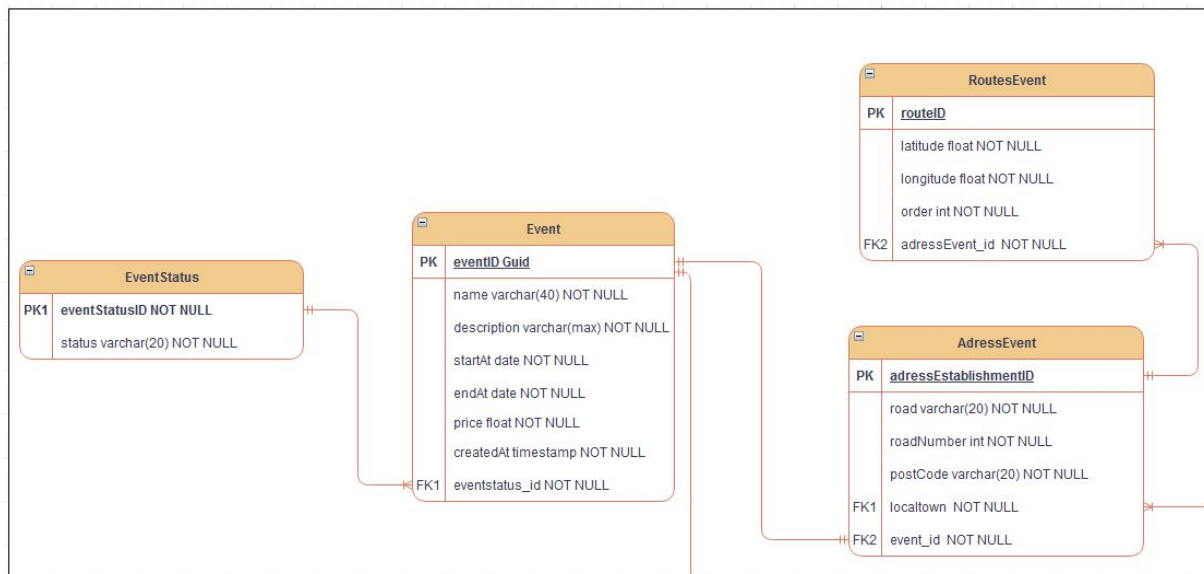 RoutesEvent
PK routeID
latitude float NOT NULL
longitude float NOT NULL
order int NOT NULL
FK2 adressEvent_id NOT NULL
Event
PK eventID Guid
name varchar(40) NOT NULL
description varchar(max) NOT NULL
startAt date NOT NULL
endAt date NOT NULL
price float NOT NULL
createdAt timestamp NOT NULL
FK1 eventstatus_id NOT NULL
EventStatus
PK1 eventStatusID NOT NULL
status varchar(20) NOT NULL
AdressEvent
PK adressEstablishmentID
road varchar(20) NOT NULL
roadNumber int NOT NULL
postCode varchar(20) NOT NULL
FK1 localtown NOT NULL
FK2 event_id NOT NULL